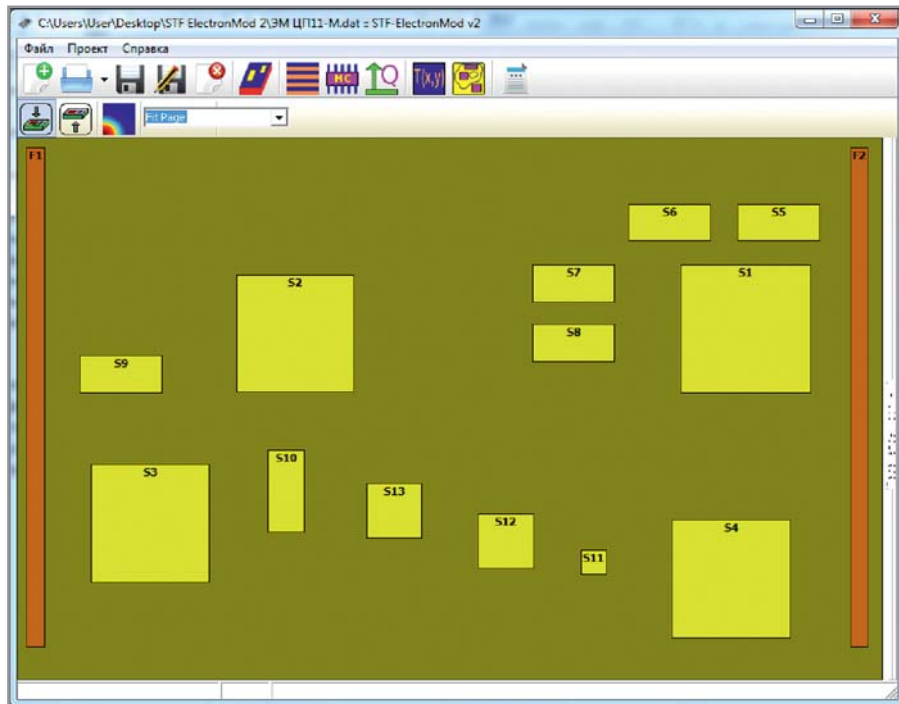 C:\Users\User\Desktop\STF ElectronMod 2\ЭМ ЦП11-М.dat :: STF-ElectronMod v2
Файл Проект Справка
МС Q T(x,y)
Fit Page
F1 F2
S6 S5
S7 S1
S2
S8
S9
S10
S3
S13
S12 S4
S11